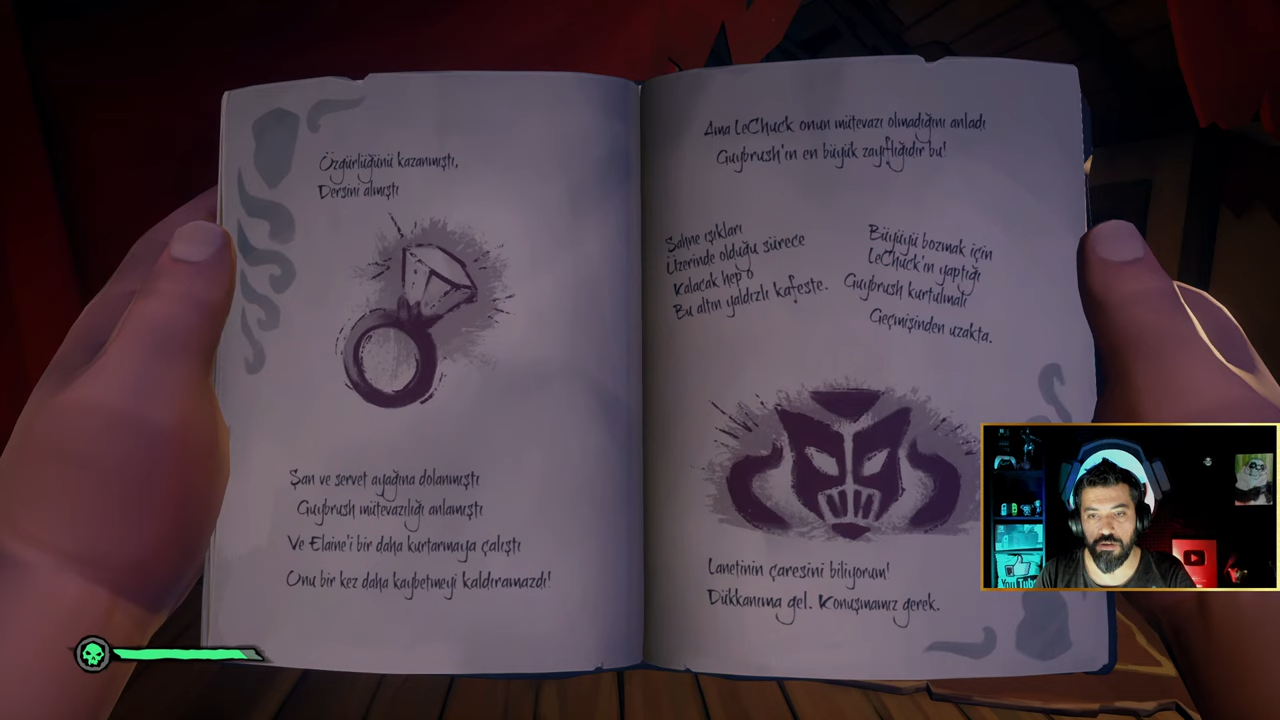 Özgürlüğünü kazanmıştı,
Dersini almıştı
Şan ve servet ayağına dolanmıştı
Guybrush mütevazılığı anlamıştı
Ve Elaine'i bir daha kurtarmaya çalıştı
Onu bir kez daha kaybetmeyi kaldıramazdı!
Ama LeChuck onun mütevazı olmadığını anladı
Guybrush'ın en büyük zayıflığıdır bu!
Sahne ışıkları
Üzerinde olduğu sürece
Kalacak hep o
Bu altın yaldızlı kafeste.
Büyüyü bozmak için
LeChuck'ın yaptığı
Guybrush kurtulmalı
Geçmişinden uzakta.
Lanetinin çaresini biliyorum!
Dükkanıma gel. Konuşmamız gerek.
YouTube